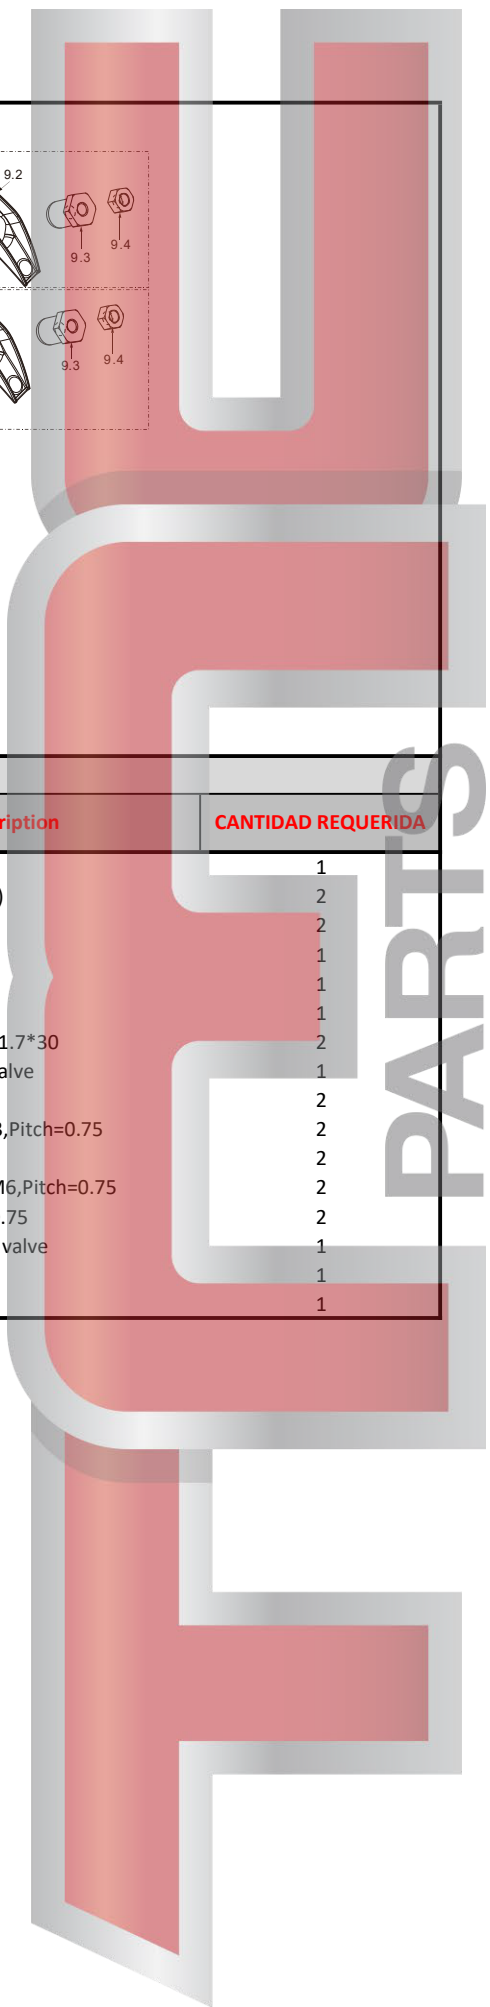 9.2
9.3
9.4
9.3
9.4
ription CANTIDAD REQUERIDA
1
) 2
2
1
1
1
1.7*30 2
alve 1
2
,Pitch=0.75 2
2
M6,Pitch=0.75 2
.75 2
valve 1
1
1
PARTS